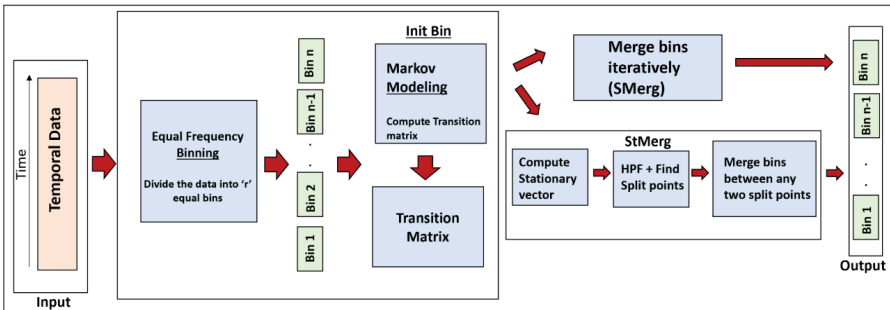 Time
Temporal Data
Input
Init Bin
Equal Frequency
Binning
Divide the data into 'r'
equal bins
Bin n
Bin n-1
.
.
Bin 2
Bin 1
Markov
Modeling
Compute Transition
matrix
Transition
Matrix
Merge bins
iteratively
(SMerg)
StMerg
Compute
Stationary
vector
HPF + Find
Split points
Merge bins
between any
two split points
Bin n
Bin n-1
.
.
.
Bin 1
Output